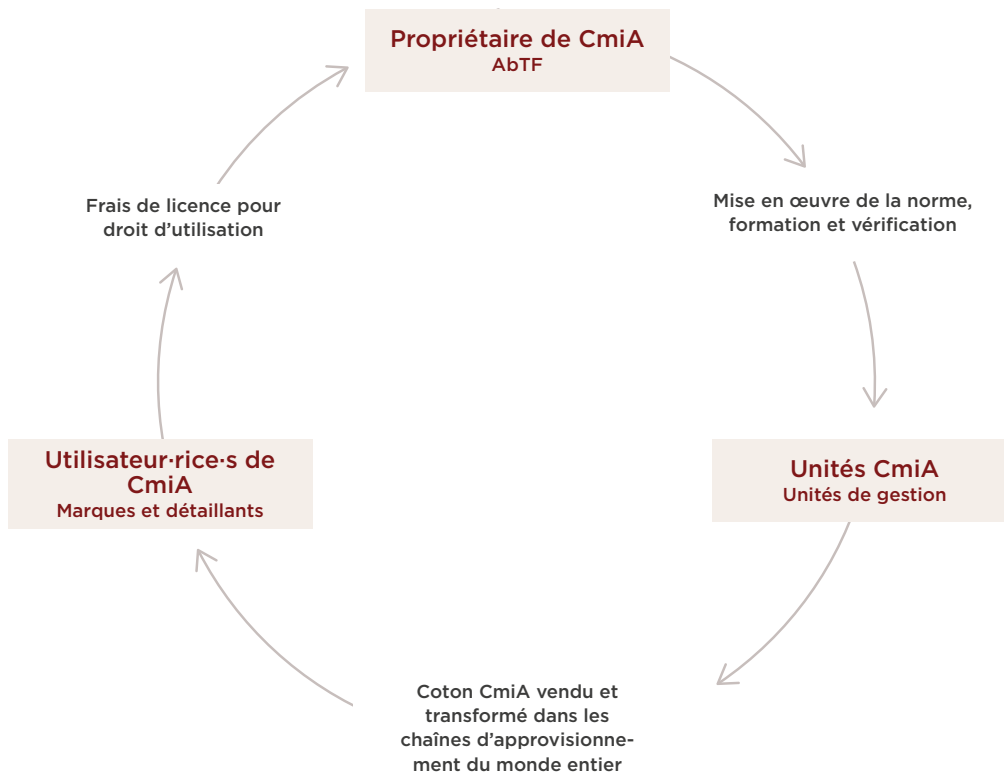 Propriétaire de CmiA
AbTF
Mise en œuvre de la norme,
formation et vérification
Unités CmiA
Unités de gestion
Coton CmiA vendu et
transformé dans les
chaînes d’approvisionne-
ment du monde entier
Utilisateur·rice·s de
CmiA
Marques et détaillants
Frais de licence pour
droit d’utilisation